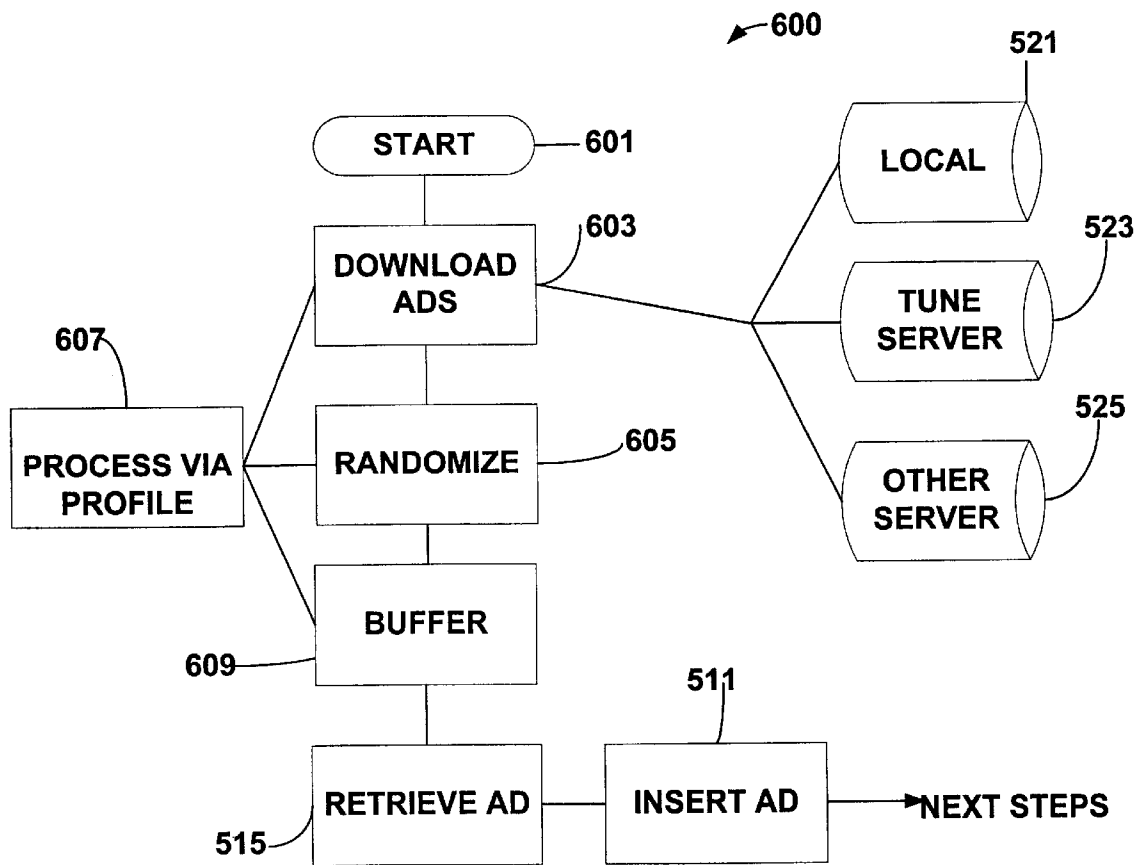 600
521
START
601
LOCAL
603
DOWNLOAD
ADS
523
TUNE
SERVER
607
PROCESS VIA
PROFILE
RANDOMIZE
605
525
OTHER
SERVER
BUFFER
609
511
RETRIEVE AD
515
INSERT AD
NEXT STEPS